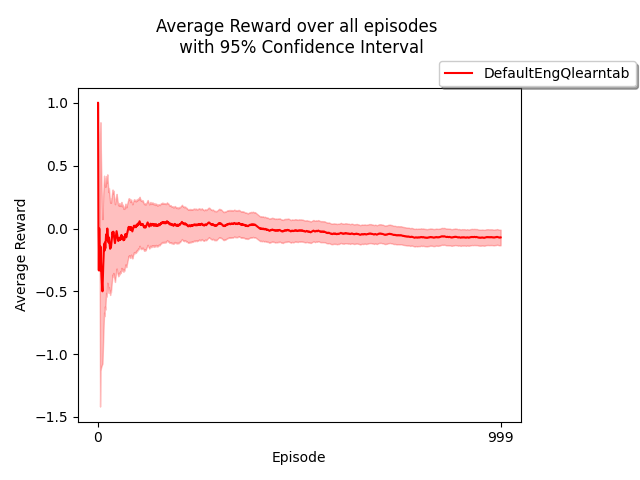 Average Reward over all episodes
with 95% Confidence Interval
DefaultEngQlearntab
1.0
0.5
0.0
−0.5
−1.0
−1.5
Average Reward
0
999
Episode